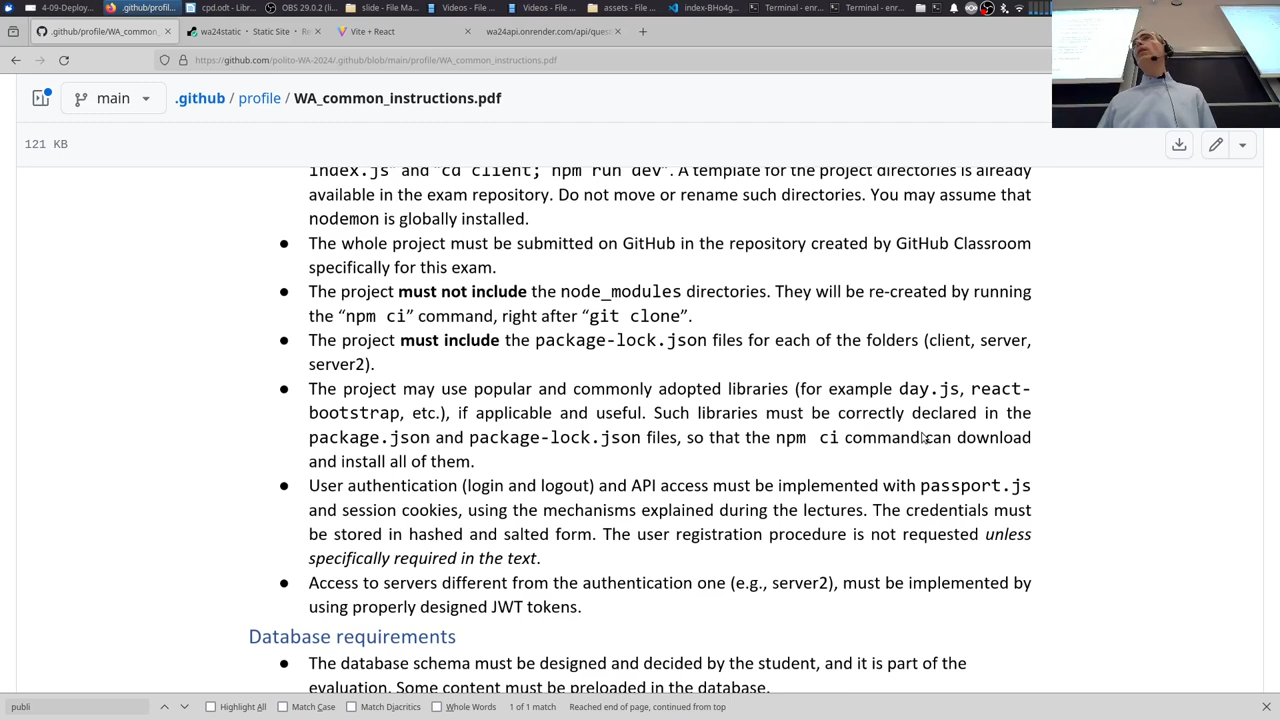 4-09-Deploy...
.github/profile
index-BHo4g...
Terminal
Terminal - enr...
.github/profile/WA_common_
wa24apionrender
api/ques
main
.github / profile / WA_common_instructions.pdf
121 KB
index.js" and "cd client; npm run dev". A template for the project directories is already
available in the exam repository. Do not move or rename such directories. You may assume that
nodemon is globally installed.
● The whole project must be submitted on GitHub in the repository created by GitHub Classroom
specifically for this exam.
● The project must not include the node_modules directories. They will be re-created by running
the “npm ci” command, right after “git clone”.
● The project must include the package-lock.json files for each of the folders (client, server,
server2).
● The project may use popular and commonly adopted libraries (for example day.js, react-
bootstrap, etc.), if applicable and useful. Such libraries must be correctly declared in the
package.json and package-lock.json files, so that the npm ci command can download
and install all of them.
● User authentication (login and logout) and API access must be implemented with passport.js
and session cookies, using the mechanisms explained during the lectures. The credentials must
be stored in hashed and salted form. The user registration procedure is not requested unless
specifically required in the text.
● Access to servers different from the authentication one (e.g., server2), must be implemented by
using properly designed JWT tokens.
Database requirements
● The database schema must be designed and decided by the student, and it is part of the
evaluation. Some content must be preloaded in the database.
publi
Highlight All
Match Case
Match Diacritics
Whole Words
1 of 1 match
Reached end of page, continued from top